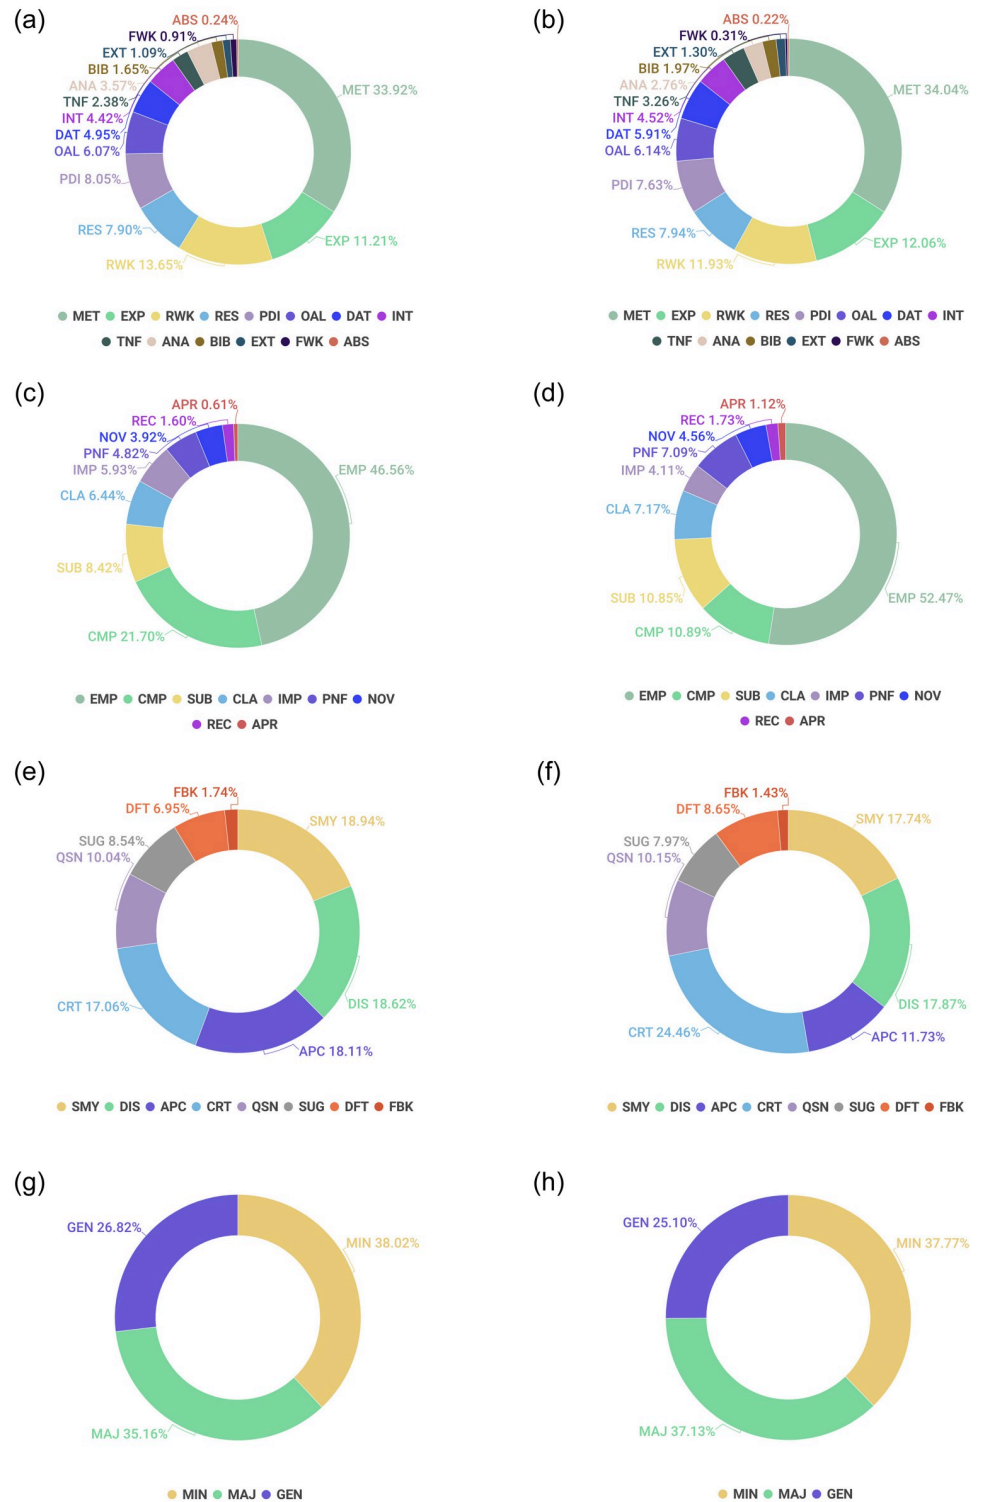 (a)
ABS 0.24%
FWK 0.91%
EXT 1.09%
BIB 1.65%
ANA 3.57%
TNF 2.38%
INT 4.42%
DAT 4.95%
OAL 6.07%
PDI 8.05%
RES 7.90%
RWK 13.65%
EXP 11.21%
MET 33.92%
MET EXP RWK RES PDI OAL DAT INT
TNF ANA BIB EXT FWK ABS
(b)
ABS 0.22%
FWK 0.31%
EXT 1.30%
BIB 1.97%
ANA 2.76%
TNF 3.26%
INT 4.52%
DAT 5.91%
OAL 6.14%
PDI 7.63%
RES 7.94%
RWK 11.93%
EXP 12.06%
MET 34.04%
MET EXP RWK RES PDI OAL DAT INT
TNF ANA BIB EXT FWK ABS
(c)
APR 0.61%
REC 1.60%
NOV 3.92%
PNF 4.82%
IMP 5.93%
CLA 6.44%
SUB 8.42%
CMP 21.70%
EMP 46.56%
EMP CMP SUB CLA IMP PNF NOV
REC APR
(d)
APR 1.12%
REC 1.73%
NOV 4.56%
PNF 7.09%
IMP 4.11%
CLA 7.17%
SUB 10.85%
CMP 10.89%
EMP 52.47%
EMP CMP SUB CLA IMP PNF NOV
REC APR
(e)
FBK 1.74%
DFT 6.95%
SUG 8.54%
QSN 10.04%
CRT 17.06%
APC 18.11%
DIS 18.62%
SMY 18.94%
SMY DIS APC CRT QSN SUG DFT FBK
(f)
FBK 1.43%
DFT 8.65%
SUG 7.97%
QSN 10.15%
CRT 24.46%
APC 11.73%
DIS 17.87%
SMY 17.74%
SMY DIS APC CRT QSN SUG DFT FBK
(g)
GEN 26.82%
MIN 38.02%
MAJ 35.16%
MIN MAJ GEN
(h)
GEN 25.10%
MIN 37.77%
MAJ 37.13%
MIN MAJ GEN